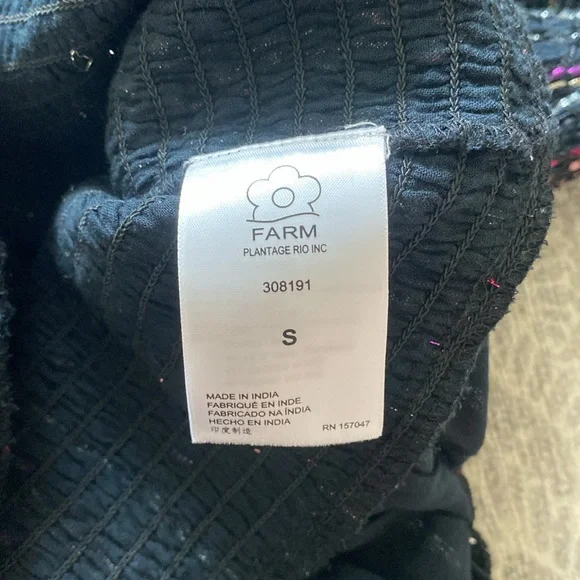 FARM
PLANTAGE RIO INC
308191
S
MADE IN INDIA
FABRIQUÉ EN INDE
FABRICADO NA ÍNDIA
HECHO EN INDIA
印度制造
RN 157047